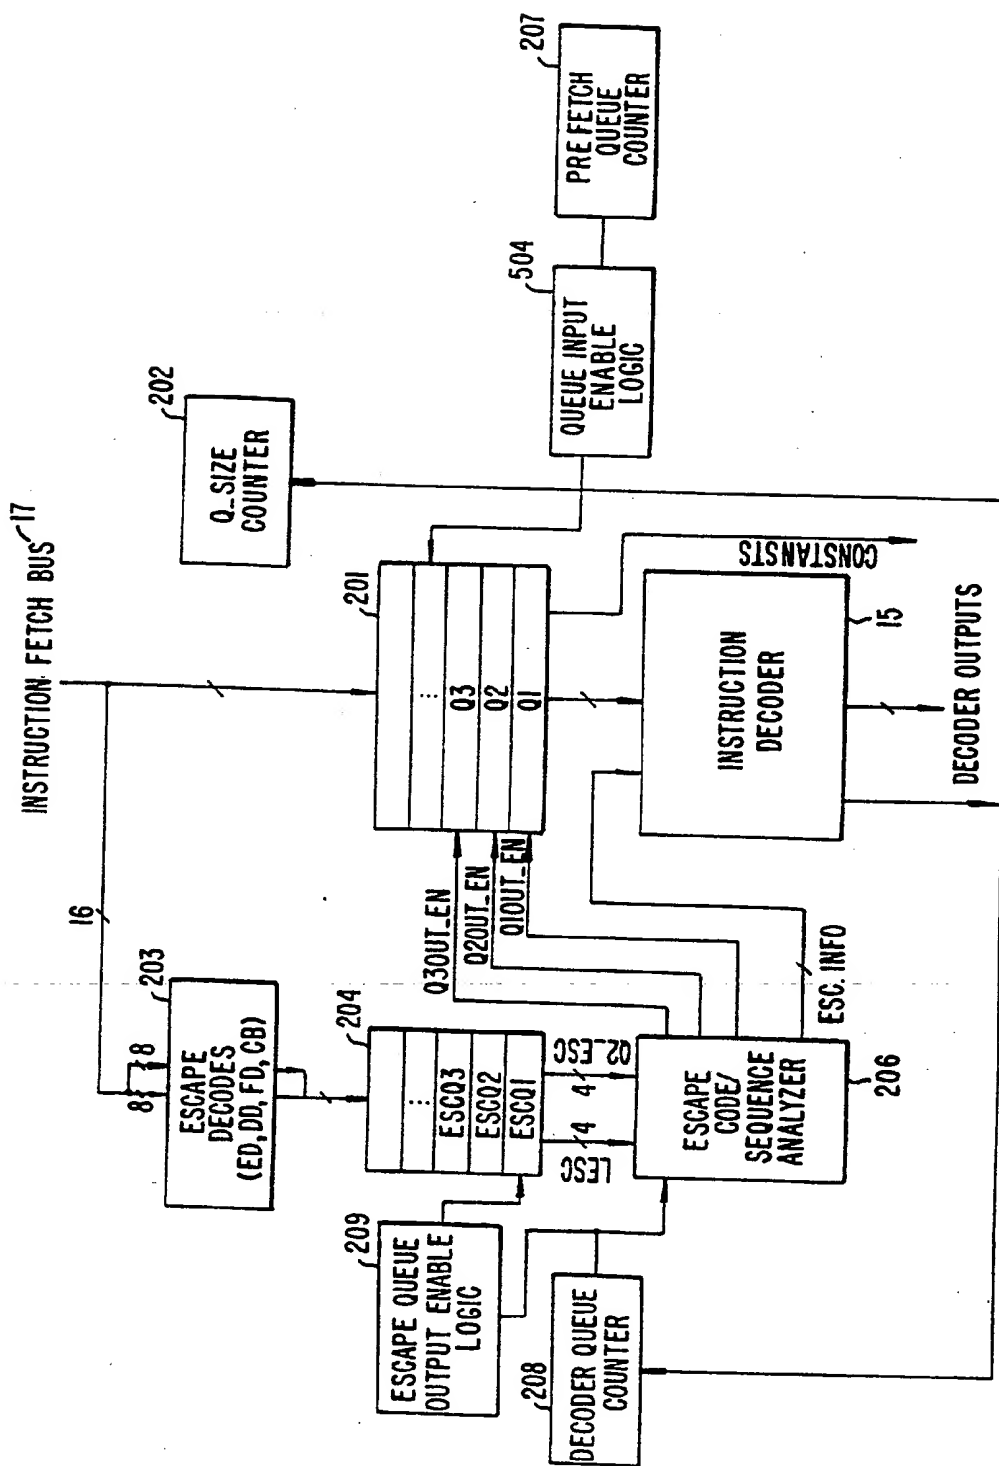 INSTRUCTION FETCH BUS
17
16
8
8
203
ESCAPE
DECODES
(ED, DD, FD, CB)
202
Q_SIZE
COUNTER
201
⋮
Q3
Q2
Q1
204
⋮
ESCQ3
ESCQ2
ESCQ1
209
ESCAPE QUEUE
OUTPUT ENABLE
LOGIC
504
QUEUE INPUT
ENABLE
LOGIC
207
PREFETCH
QUEUE
COUNTER
Q3OUT_EN
Q2OUT_EN
Q1OUT_EN
LESC
4
4
Q2_ESC
208
DECODER QUEUE
COUNTER
ESCAPE
CODE/
SEQUENCE
ANALYZER
206
ESC. INFO
INSTRUCTION
DECODER
15
CONSTANSTS
DECODER OUTPUTS